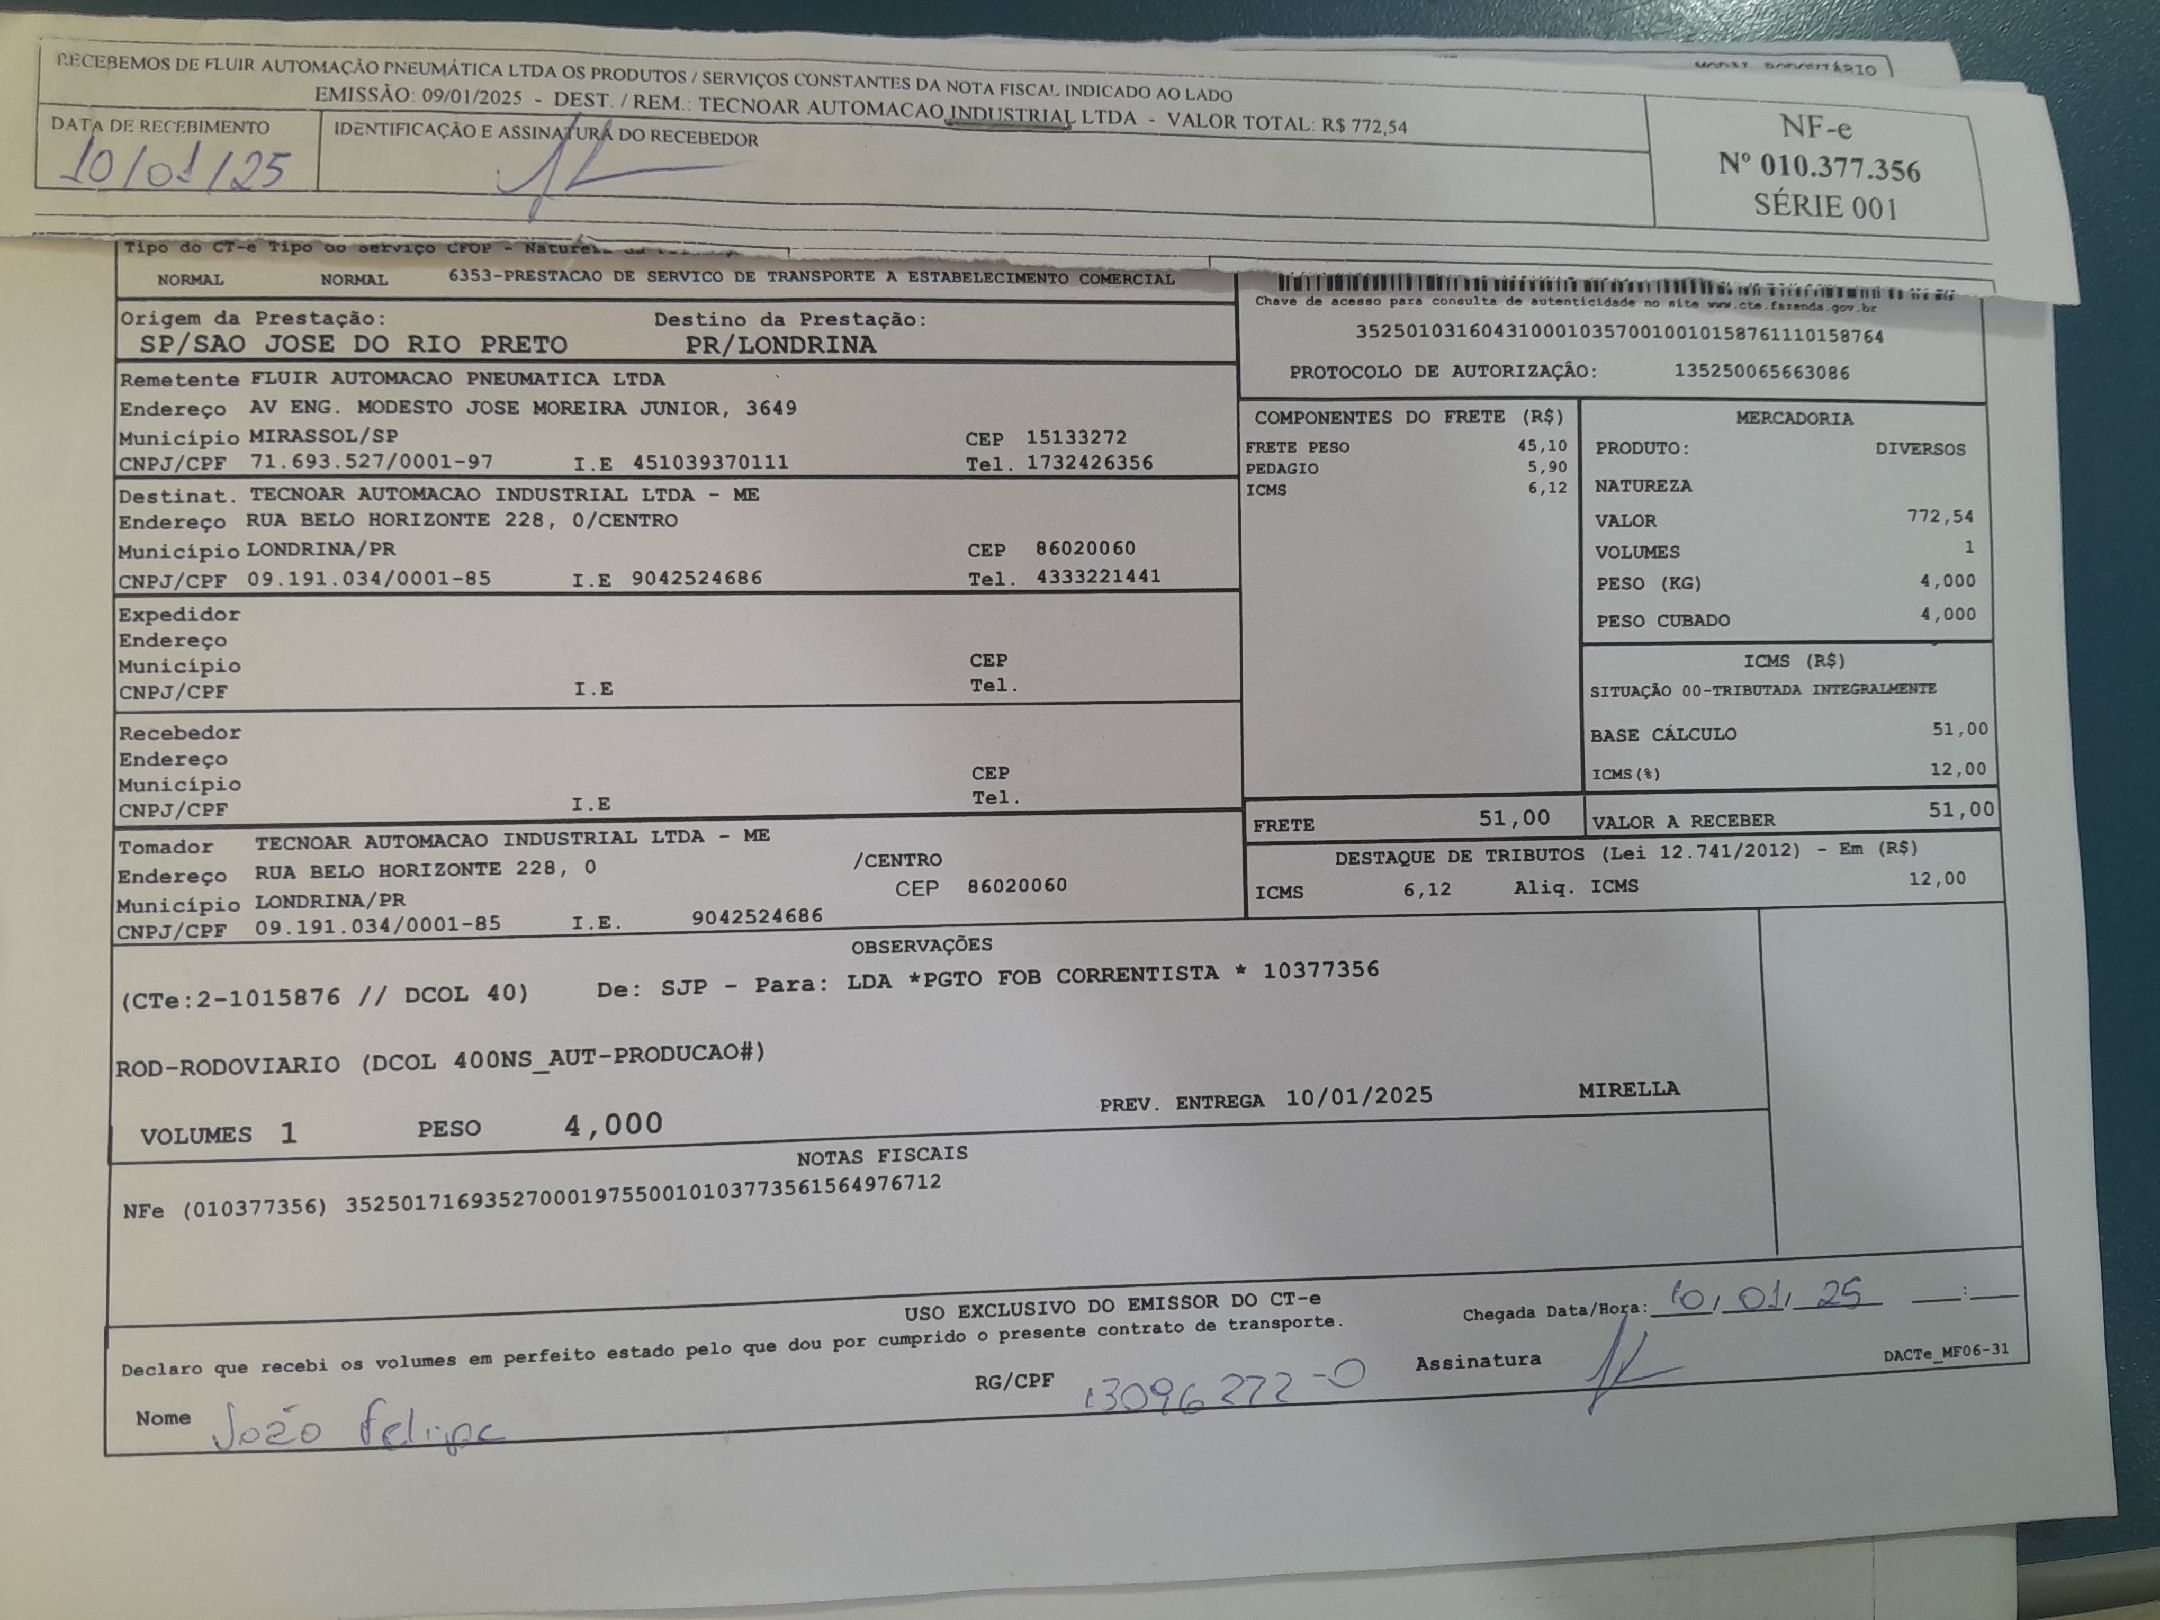 RECEBEMOS DE FLUIR AUTOMAÇÃO PNEUMÁTICA LTDA OS PRODUTOS / SERVIÇOS CONSTANTES DA NOTA FISCAL INDICADO AO LADO
EMISSÃO: 09/01/2025 - DEST. / REM.: TECNOAR AUTOMACAO INDUSTRIAL LTDA - VALOR TOTAL: R$ 772,54
DATA DE RECEBIMENTO
10/01/25
IDENTIFICAÇÃO E ASSINATURA DO RECEBEDOR
NF-e
Nº 010.377.356
SÉRIE 001
Tipo do CT-e Tipo do serviço CFOP -
NORMAL NORMAL 6353-PRESTACAO DE SERVICO DE TRANSPORTE A ESTABELECIMENTO COMERCIAL
Origem da Prestação: Destino da Prestação:
SP/SAO JOSE DO RIO PRETO PR/LONDRINA
Chave de acesso para consulta de autenticidade no site www.cte.fazenda.gov.br
35250103160431000103570010010158761110158764
PROTOCOLO DE AUTORIZAÇÂO: 135250065663086
Remetente FLUIR AUTOMACAO PNEUMATICA LTDA
Endereço AV ENG. MODESTO JOSE MOREIRA JUNIOR, 3649
Município MIRASSOL/SP CEP 15133272
CNPJ/CPF 71.693.527/0001-97 I.E 451039370111 Tel. 1732426356
Destinat. TECNOAR AUTOMACAO INDUSTRIAL LTDA - ME
Endereço RUA BELO HORIZONTE 228, 0/CENTRO
Município LONDRINA/PR CEP 86020060
CNPJ/CPF 09.191.034/0001-85 I.E 9042524686 Tel. 4333221441
Expedidor
Endereço
Município CEP
CNPJ/CPF I.E Tel.
Recebedor
Endereço
Município CEP
CNPJ/CPF I.E Tel.
Tomador TECNOAR AUTOMACAO INDUSTRIAL LTDA - ME
Endereço RUA BELO HORIZONTE 228, 0 /CENTRO
Município LONDRINA/PR CEP 86020060
CNPJ/CPF 09.191.034/0001-85 I.E. 9042524686
COMPONENTES DO FRETE (R$)
FRETE PESO 45,10
PEDAGIO 5,90
ICMS 6,12
MERCADORIA
PRODUTO: DIVERSOS
NATUREZA
VALOR 772,54
VOLUMES 1
PESO (KG) 4,000
PESO CUBADO 4,000
ICMS (R$)
SITUAÇÃO 00-TRIBUTADA INTEGRALMENTE
BASE CÁLCULO 51,00
ICMS(%) 12,00
FRETE 51,00 VALOR A RECEBER 51,00
DESTAQUE DE TRIBUTOS (Lei 12.741/2012) - Em (R$)
ICMS 6,12 Aliq. ICMS 12,00
OBSERVAÇÕES
(CTe:2-1015876 // DCOL 40) De: SJP - Para: LDA *PGTO FOB CORRENTISTA * 10377356
ROD-RODOVIARIO (DCOL 400NS_AUT-PRODUCAO#)
VOLUMES 1 PESO 4,000 PREV. ENTREGA 10/01/2025 MIRELLA
NOTAS FISCAIS
NFe (010377356) 35250171693527000197550010103773561564976712
USO EXCLUSIVO DO EMISSOR DO CT-e
Declaro que recebi os volumes em perfeito estado pelo que dou por cumprido o presente contrato de transporte.
Chegada Data/Hora: 10/01/25 __:__
Nome João Felipe RG/CPF 13096272-0 Assinatura
DACTe_MF06-31